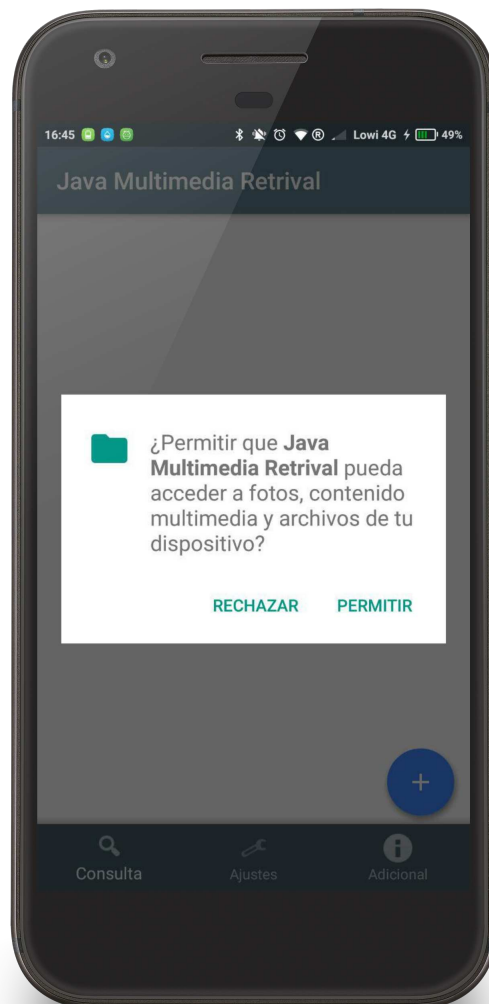 16:45 ® Lowi 4G 49%
Java Multimedia Retrival
¿Permitir que Java
Multimedia Retrival pueda
acceder a fotos, contenido
multimedia y archivos de tu
dispositivo?
RECHAZAR PERMITIR
+
Consulta Ajustes Adicional